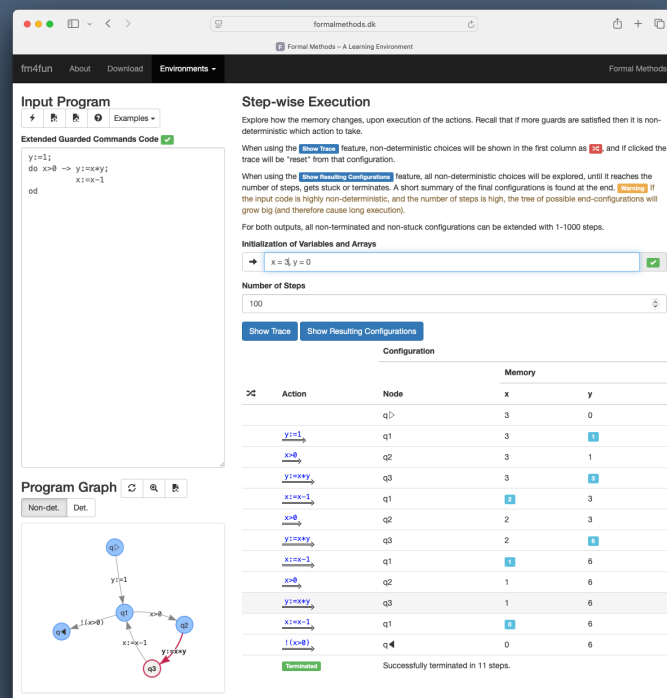 formalmethods.dk
F Formal Methods – A Learning Environment
fm4fun About Download Environments Formal Methods
Input Program
Examples
Extended Guarded Commands Code
y:=1;
do x>0 -> y:=x*y;
x:=x-1
od
Program Graph
Non-det. Det.
q▷
y:=1
q1
x>0
!(x>0)
q◀
q2
x:=x-1
y:=x*y
q3
Step-wise Execution
Explore how the memory changes, upon execution of the actions. Recall that if more guards are satisfied then it is non-
deterministic which action to take.
When using the Show Trace feature, non-deterministic choices will be shown in the first column as , and if clicked the
trace will be "reset" from that configuration.
When using the Show Resulting Configurations feature, all non-deterministic choices will be explored, until it reaches the
number of steps, gets stuck or terminates. A short summary of the final configurations is found at the end. Warning If
the input code is highly non-deterministic, and the number of steps is high, the tree of possible end-configurations will
grow big (and therefore cause long execution).
For both outputs, all non-terminated and non-stuck configurations can be extended with 1-1000 steps.
Initialization of Variables and Arrays
x = 3, y = 0
Number of Steps
100
Show Trace Show Resulting Configurations
Configuration
Memory
Action Node x y
q▷ 3 0
y:=1 q1 3 1
x>0 q2 3 1
y:=x*y q3 3 3
x:=x-1 q1 2 3
x>0 q2 2 3
y:=x*y q3 2 6
x:=x-1 q1 1 6
x>0 q2 1 6
y:=x*y q3 1 6
x:=x-1 q1 0 6
!(x>0) q◀ 0 6
Terminated Successfully terminated in 11 steps.